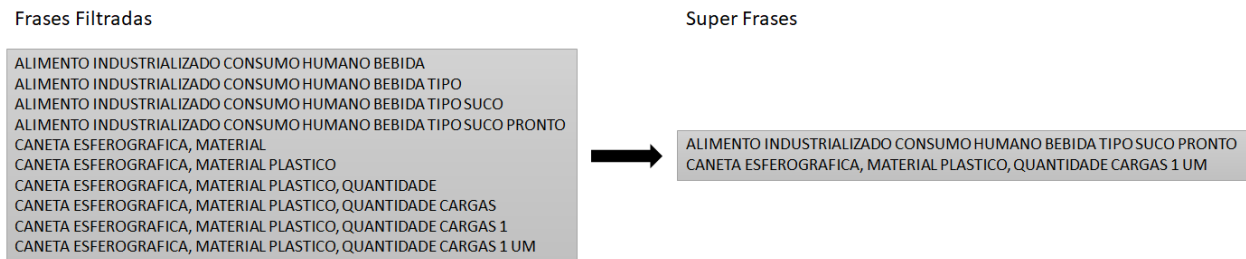 Frases Filtradas
Super Frases
ALIMENTO INDUSTRIALIZADO CONSUMO HUMANO BEBIDA
ALIMENTO INDUSTRIALIZADO CONSUMO HUMANO BEBIDA TIPO
ALIMENTO INDUSTRIALIZADO CONSUMO HUMANO BEBIDA TIPO SUCO
ALIMENTO INDUSTRIALIZADO CONSUMO HUMANO BEBIDA TIPO SUCO PRONTO
CANETA ESFEROGRAFICA, MATERIAL
CANETA ESFEROGRAFICA, MATERIAL PLASTICO
CANETA ESFEROGRAFICA, MATERIAL PLASTICO, QUANTIDADE
CANETA ESFEROGRAFICA, MATERIAL PLASTICO, QUANTIDADE CARGAS
CANETA ESFEROGRAFICA, MATERIAL PLASTICO, QUANTIDADE CARGAS 1
CANETA ESFEROGRAFICA, MATERIAL PLASTICO, QUANTIDADE CARGAS 1 UM
ALIMENTO INDUSTRIALIZADO CONSUMO HUMANO BEBIDA TIPO SUCO PRONTO
CANETA ESFEROGRAFICA, MATERIAL PLASTICO, QUANTIDADE CARGAS 1 UM